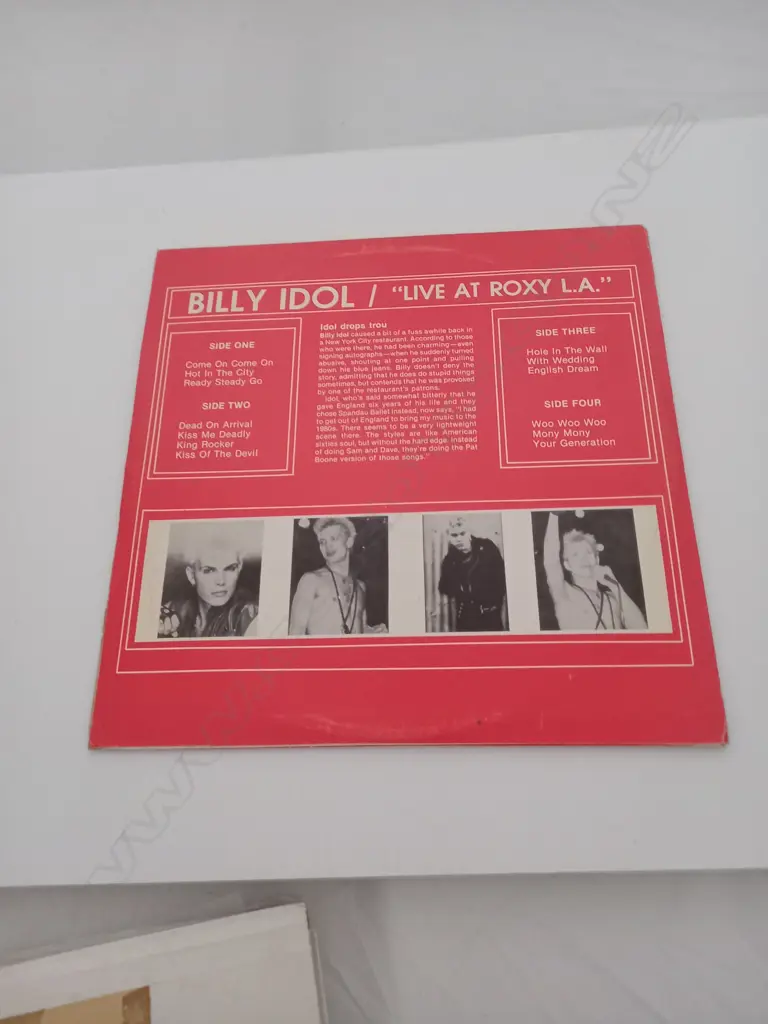 BILLY IDOL / "LIVE AT ROXY L.A."
SIDE ONE
Come On Come On
Hot In The City
Ready Steady Go
SIDE TWO
Dead On Arrival
Kiss Me Deadly
King Rocker
Kiss Of The Devil
Idol drops trou
Billy Idol caused a bit of a fuss awhile back in
a New York City restaurant. According to those
who were there, he had been charming—even
signing autographs—when he suddenly turned
abusive, shouting at one point and pulling
down his blue jeans. Billy doesn't deny the
story, admitting that he does do stupid things
sometimes, but contends that he was provoked
by one of the restaurant's patrons.
Idol, who's said somewhat bitterly that he
gave England six years of his life and they
chose Spandau Ballet instead, now says, "I had
to get out of England to bring my music to the
1980s. There seems to be a very lightweight
scene there. The styles are like American
sixties soul, but without the hard edge. Instead
of doing Sam and Dave, they're doing the Pat
Boone version of those songs."
SIDE THREE
Hole In The Wall
With Wedding
English Dream
SIDE FOUR
Woo Woo Woo
Mony Mony
Your Generation